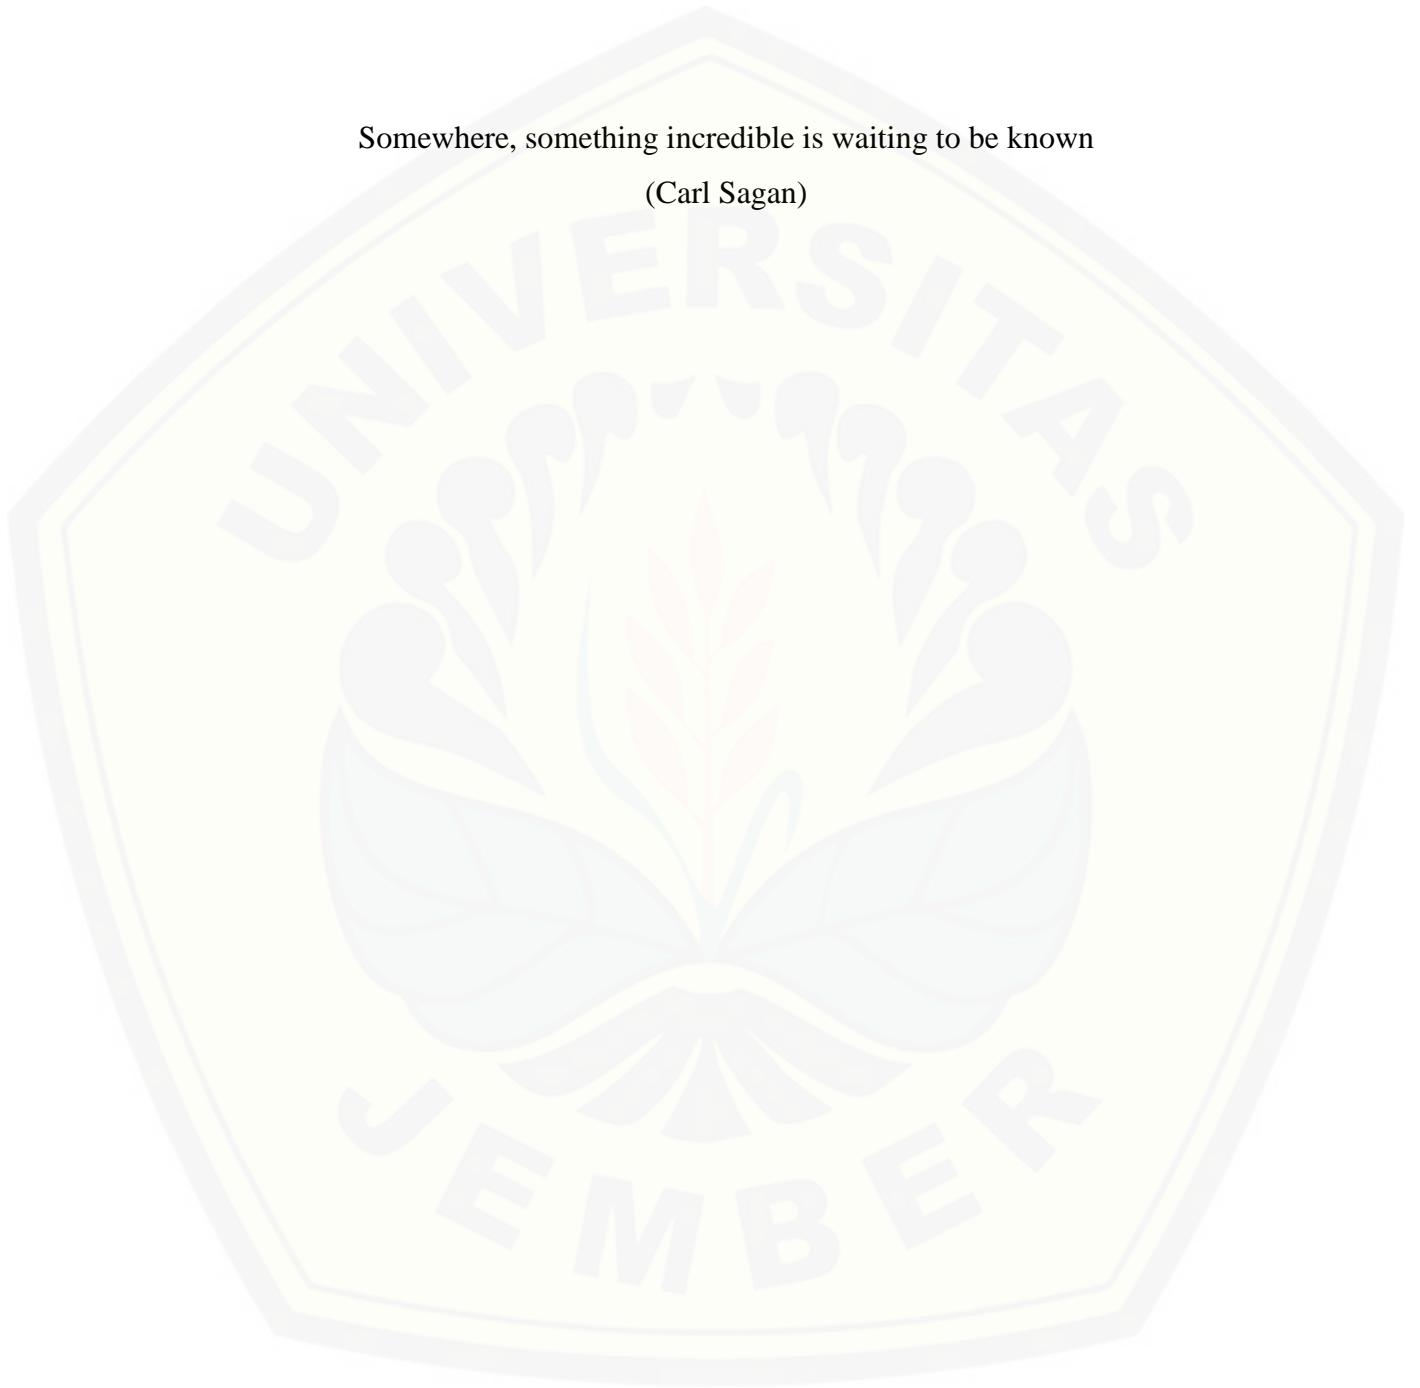 Somewhere, something incredible is waiting to be known
(Carl Sagan)
UNIVERSITAS
JEMBER